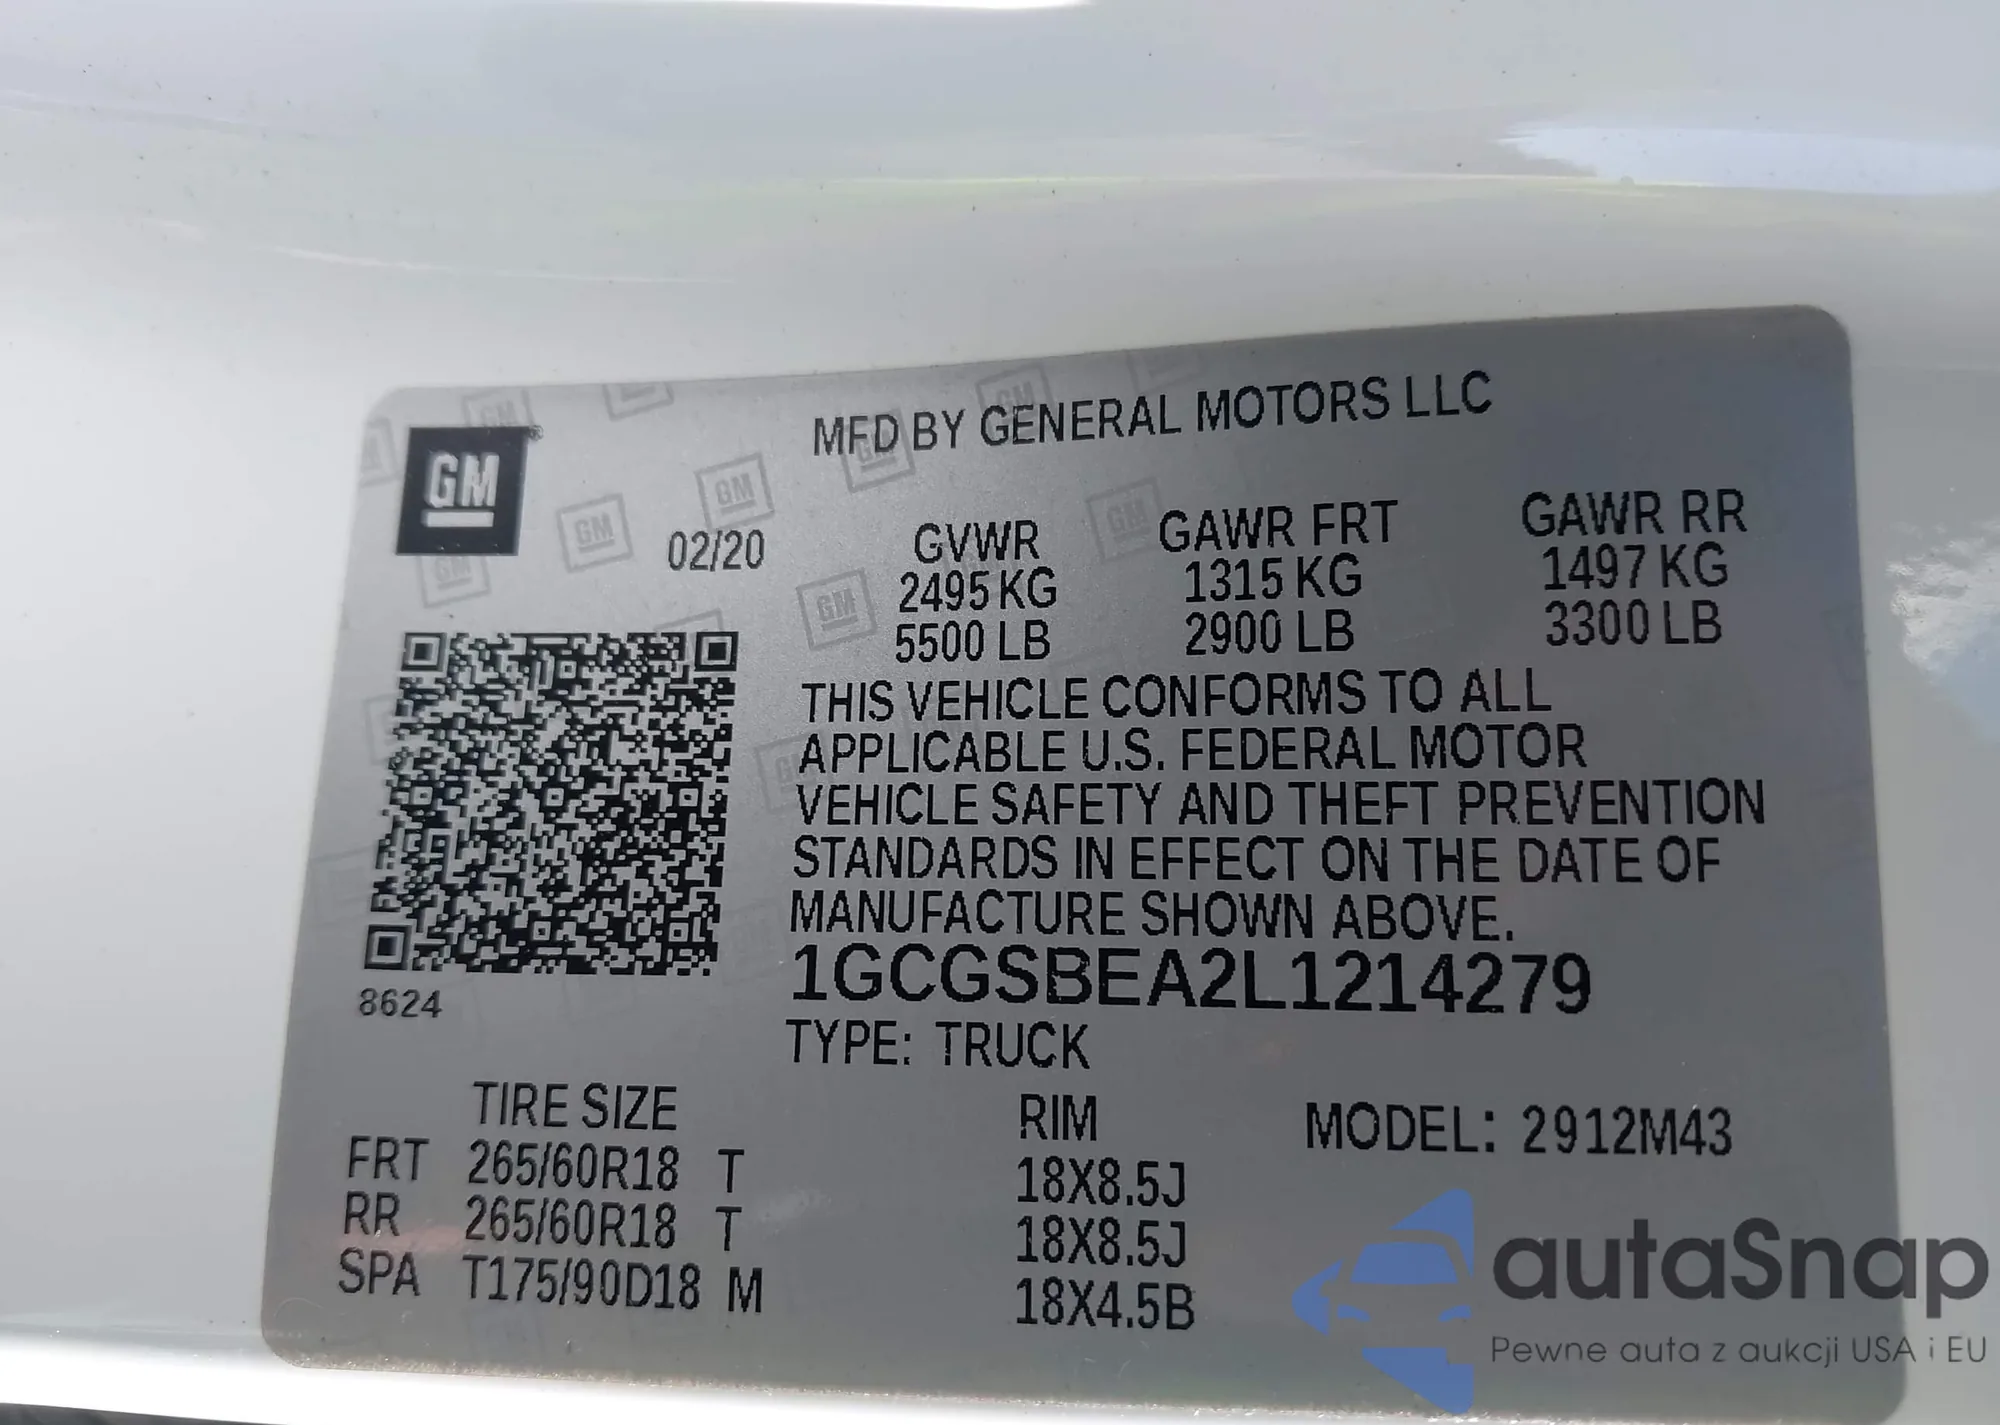 MFD BY GENERAL MOTORS LLC
GM
02/20
GVWR GAWR FRT GAWR RR
2495 KG 1315 KG 1497 KG
5500 LB 2900 LB 3300 LB
THIS VEHICLE CONFORMS TO ALL
APPLICABLE U.S. FEDERAL MOTOR
VEHICLE SAFETY AND THEFT PREVENTION
STANDARDS IN EFFECT ON THE DATE OF
MANUFACTURE SHOWN ABOVE.
1GCGSBEA2L1214279
8624
TYPE: TRUCK
TIRE SIZE RIM MODEL: 2912M43
FRT 265/60R18 T 18X8.5J
RR 265/60R18 T 18X8.5J
SPA T175/90D18 M 18X4.5B
autaSnap
Pewne auta z aukcji USA i EU